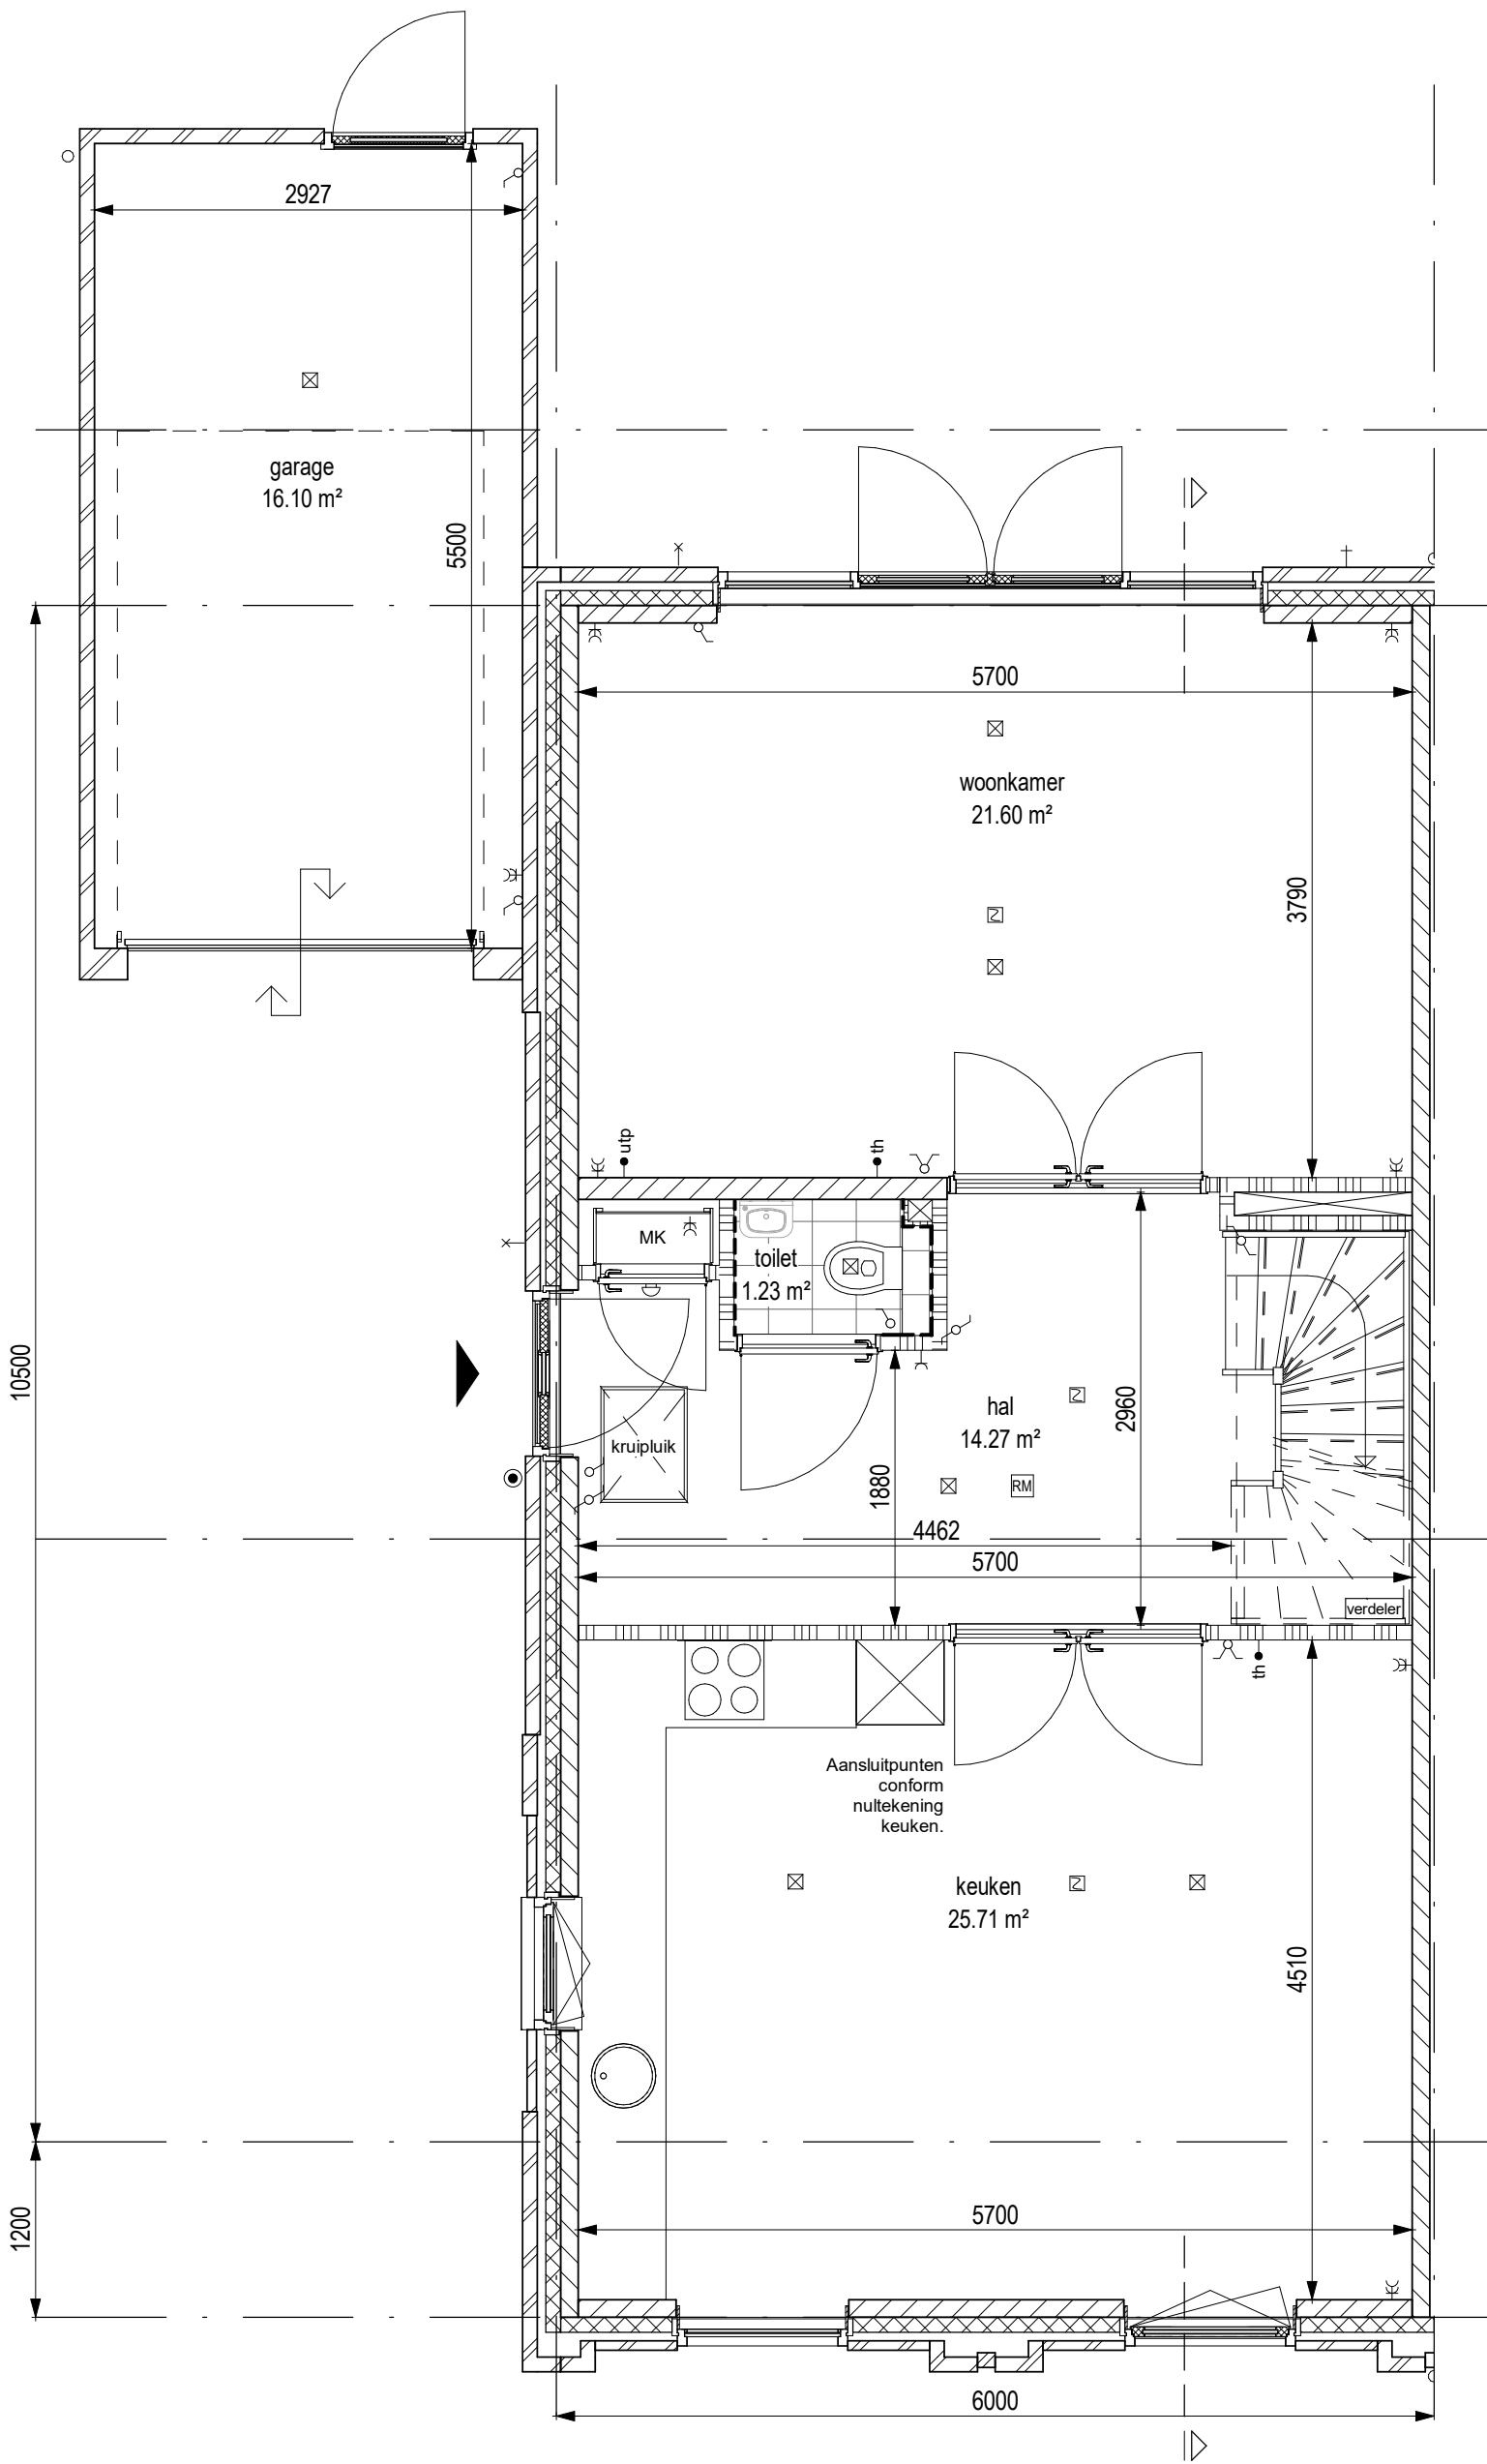 2927
garage
16.10 m²
5500
5700
woonkamer
21.60 m²
3790
utp
th
MK
toilet
1.23 m²
10500
kruipluik
hal
14.27 m²
2960
1880
RM
4462
5700
verdeler
th
Aansluitpunten
conform
nultekening
keuken.
keuken
25.71 m²
4510
1200
5700
6000